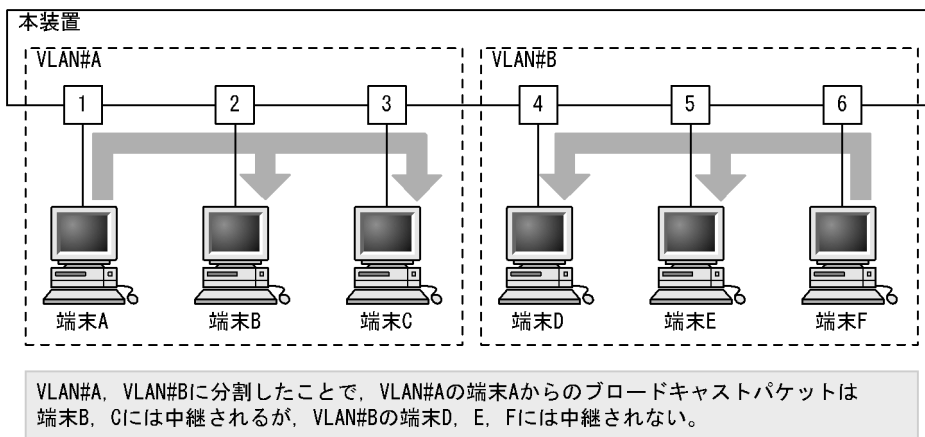 本装置
VLAN#A
VLAN#B
1
2
3
4
5
6
端末A
端末B
端末C
端末D
端末E
端末F
VLAN#A, VLAN#Bに分割したことで, VLAN#Aの端末Aからのブロードキャストパケットは
端末B, Cには中継されるが, VLAN#Bの端末D, E, Fには中継されない。